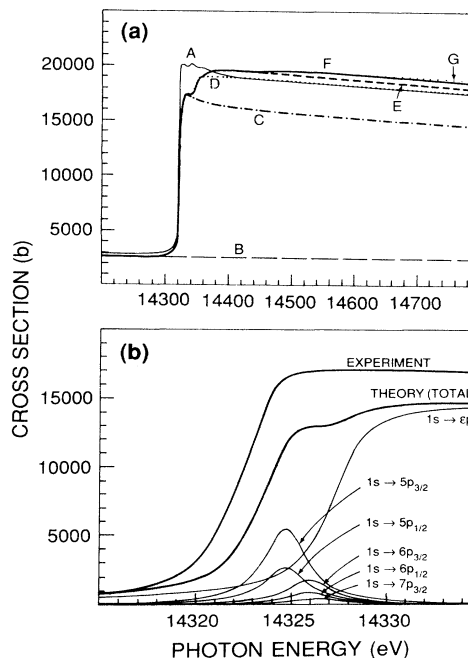 (a)
A
F
G
20000
D
E
15000
C
10000
5000
B
14300 14400 14500 14600 14700
CROSS SECTION (b)
(b)
EXPERIMENT
15000
THEORY (TOTAL
1s → εp
10000
1s → 5p3/2
1s → 5p1/2
5000
1s → 6p3/2
1s → 6p1/2
1s → 7p3/2
14320 14325 14330
PHOTON ENERGY (eV)